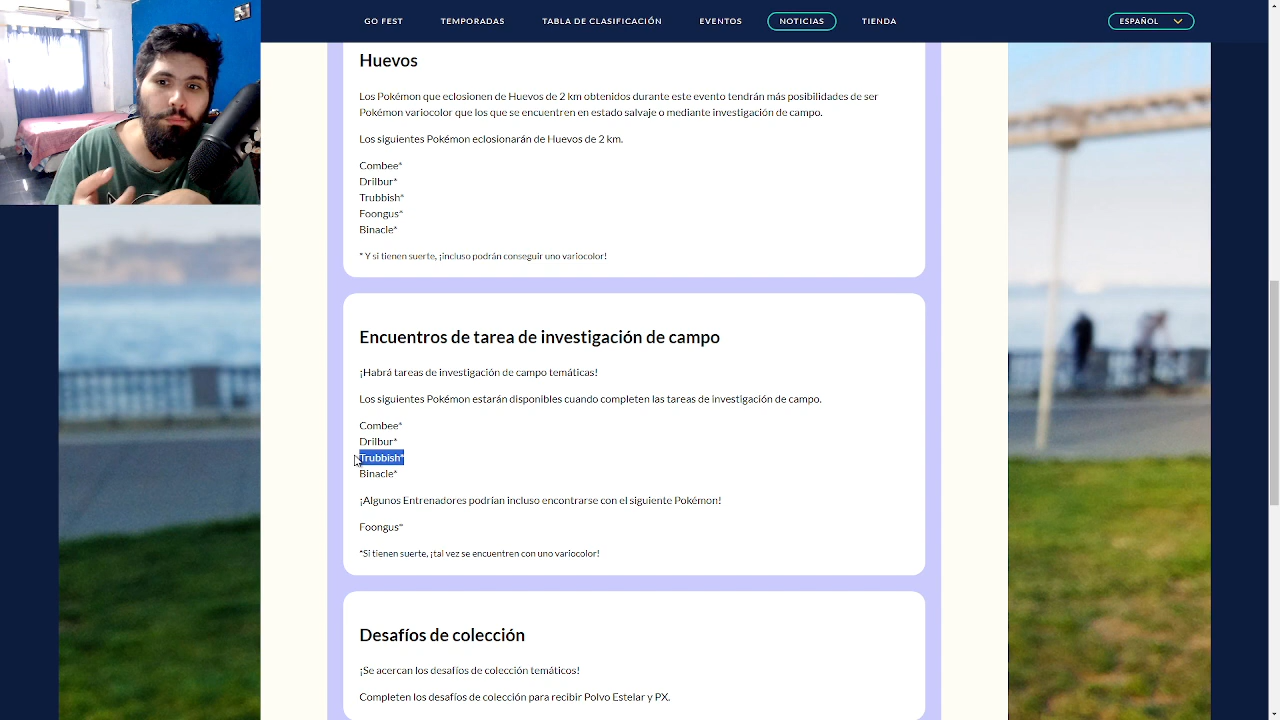 GO FEST TEMPORADAS TABLA DE CLASIFICACIÓN EVENTOS NOTICIAS TIENDA ESPAÑOL
Huevos
Los Pokémon que eclosionen de Huevos de 2 km obtenidos durante este evento tendrán más posibilidades de ser
Pokémon variocolor que los que se encuentren en estado salvaje o mediante investigación de campo.
Los siguientes Pokémon eclosionarán de Huevos de 2 km.
Combee*
Drilbur*
Trubbish*
Foongus*
Binacle*
* Y si tienen suerte, ¡incluso podrán conseguir uno variocolor!
Encuentros de tarea de investigación de campo
¡Habrá tareas de investigación de campo temáticas!
Los siguientes Pokémon estarán disponibles cuando completen las tareas de investigación de campo.
Combee*
Drilbur*
Trubbish*
Binacle*
¡Algunos Entrenadores podrían incluso encontrarse con el siguiente Pokémon!
Foongus*
*Si tienen suerte, ¡tal vez se encuentren con uno variocolor!
Desafíos de colección
¡Se acercan los desafíos de colección temáticos!
Completen los desafíos de colección para recibir Polvo Estelar y PX.